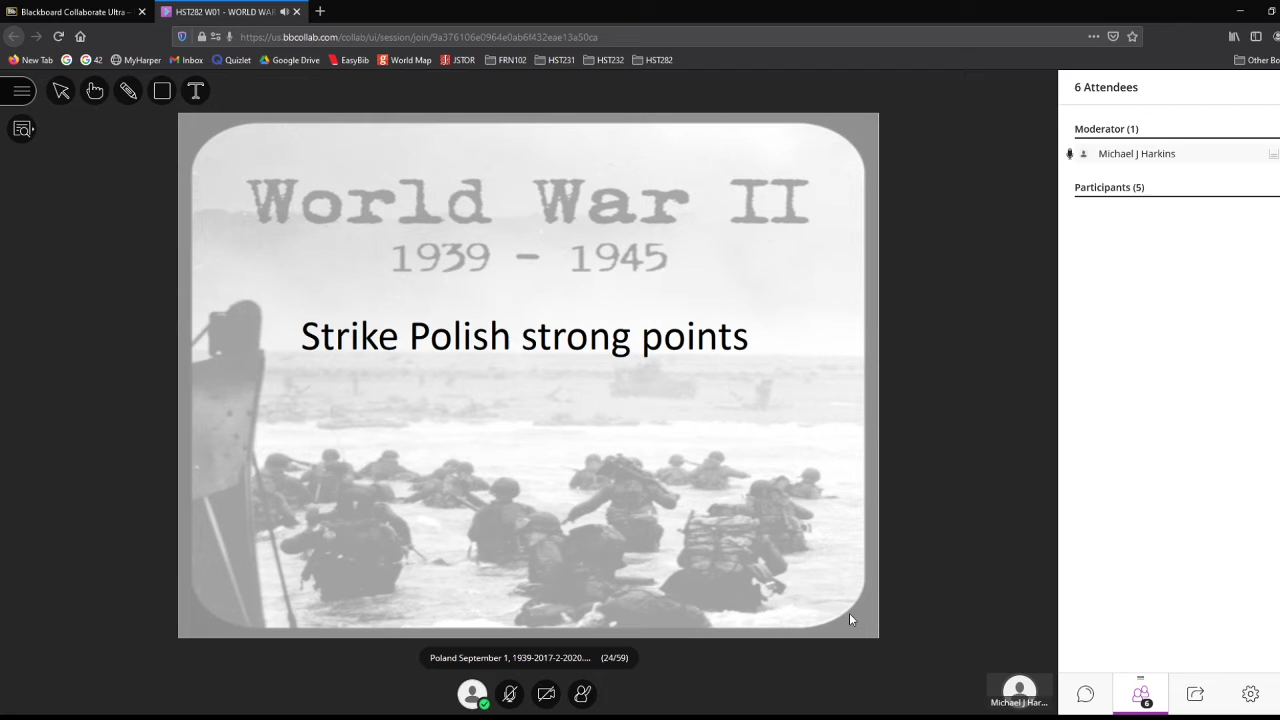 Blackboard Collaborate Ultra –
HST282 W01 - WORLD WAR
https://us.bbcollab.com/collab/ui/session/join/9a376106e0964e0ab6f432eae13a50ca
New Tab
G
42
MyHarper
Inbox
Quizlet
Google Drive
EasyBib
World Map
JSTOR
FRN102
HST231
HST232
HST282
Other Bo
World War II
1939 - 1945
Strike Polish strong points
Poland September 1, 1939-2017-2-2020.... (24/59)
6 Attendees
Moderator (1)
Michael J Harkins
Participants (5)
Michael J Har...
6